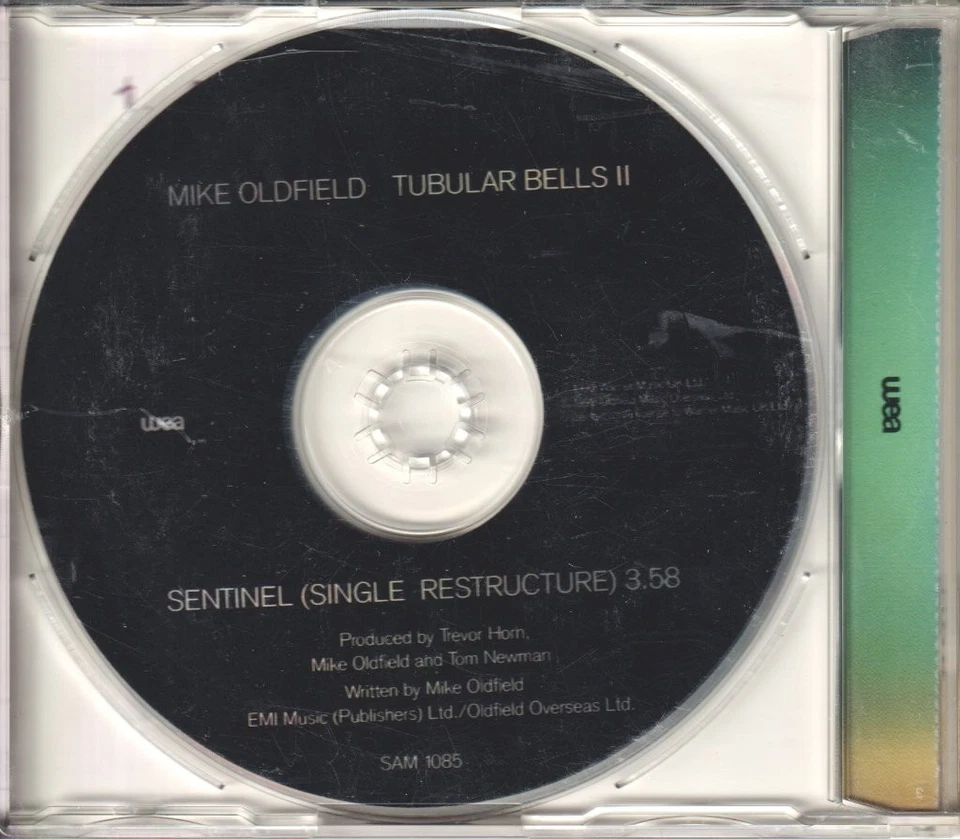 MIKE OLDFIELD TUBULAR BELLS II
wea
wea
SENTINEL (SINGLE RESTRUCTURE) 3.58
Produced by Trevor Horn,
Mike Oldfield and Tom Newman
Written by Mike Oldfield
EMI Music (Publishers) Ltd./Oldfield Overseas Ltd.
SAM 1085